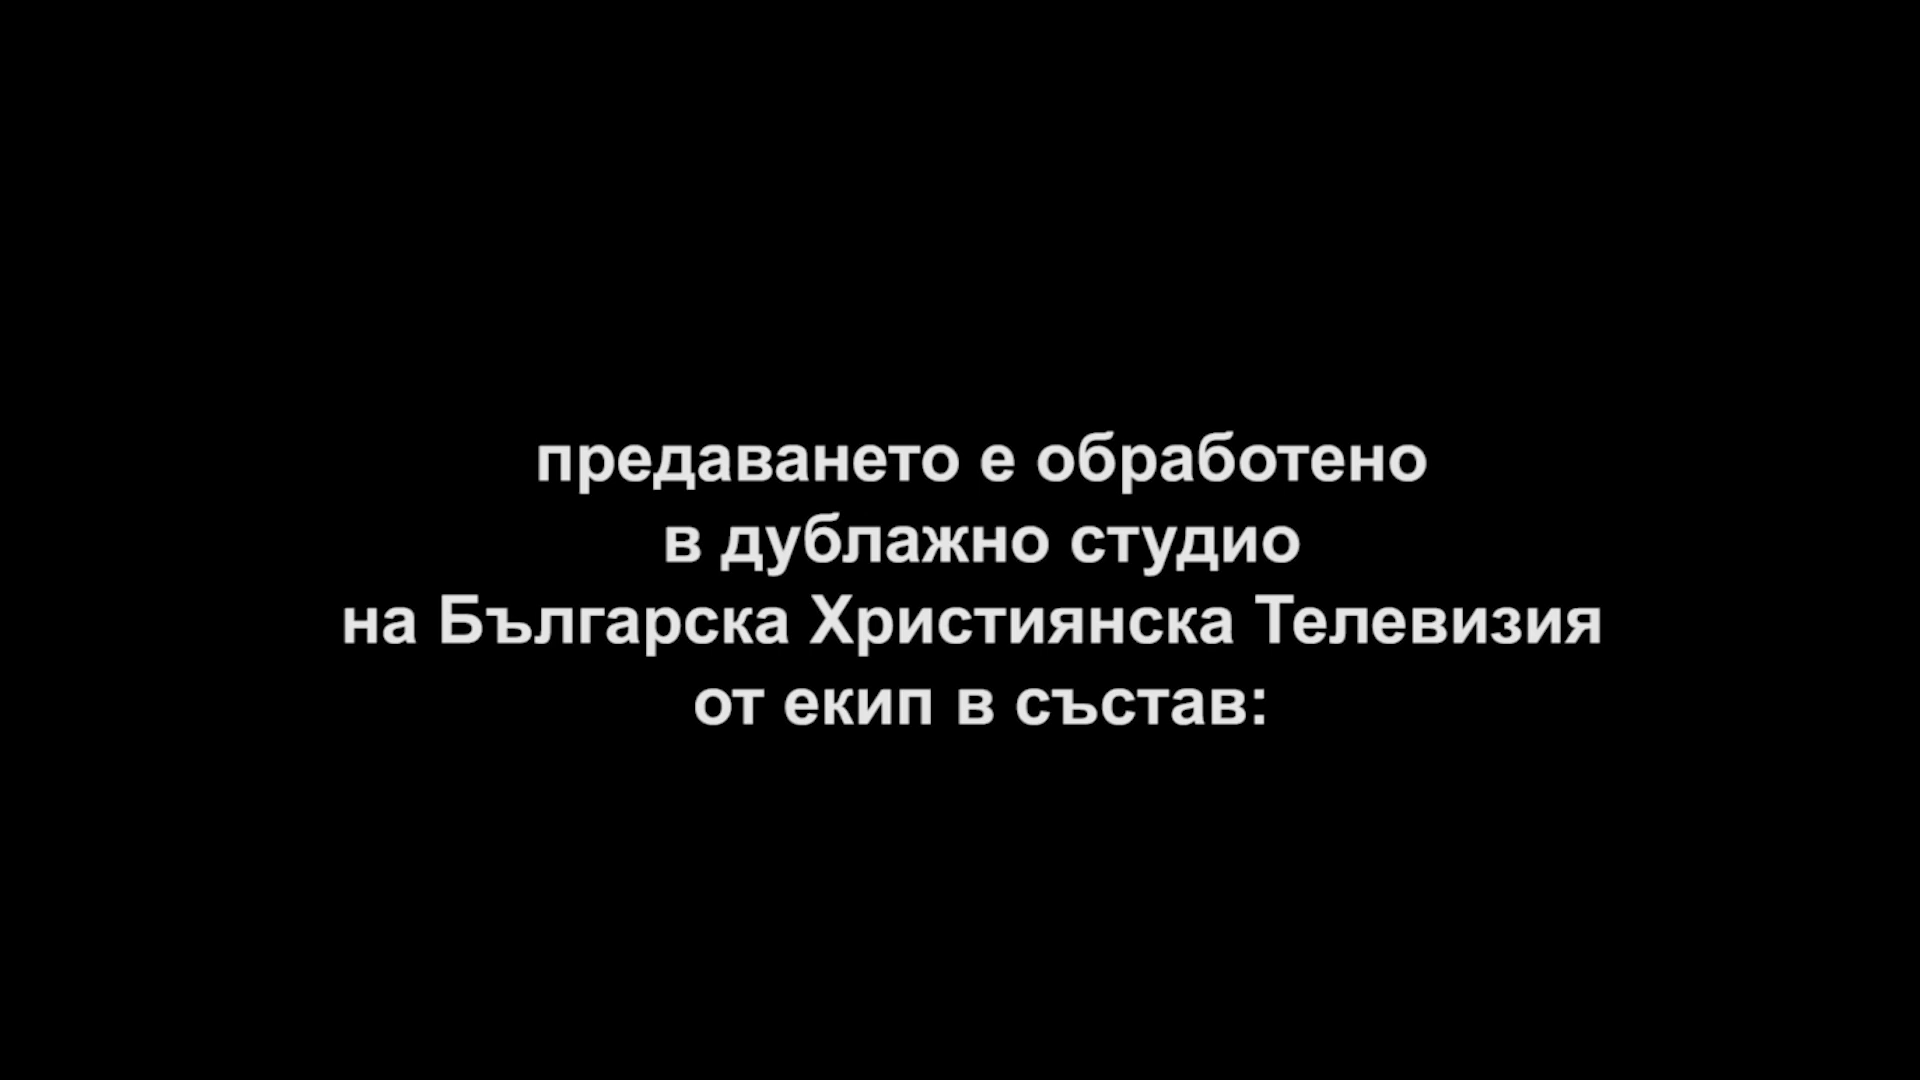 предаването е обработено
в дублажно студио
на Българска Християнска Телевизия
от екип в състав: